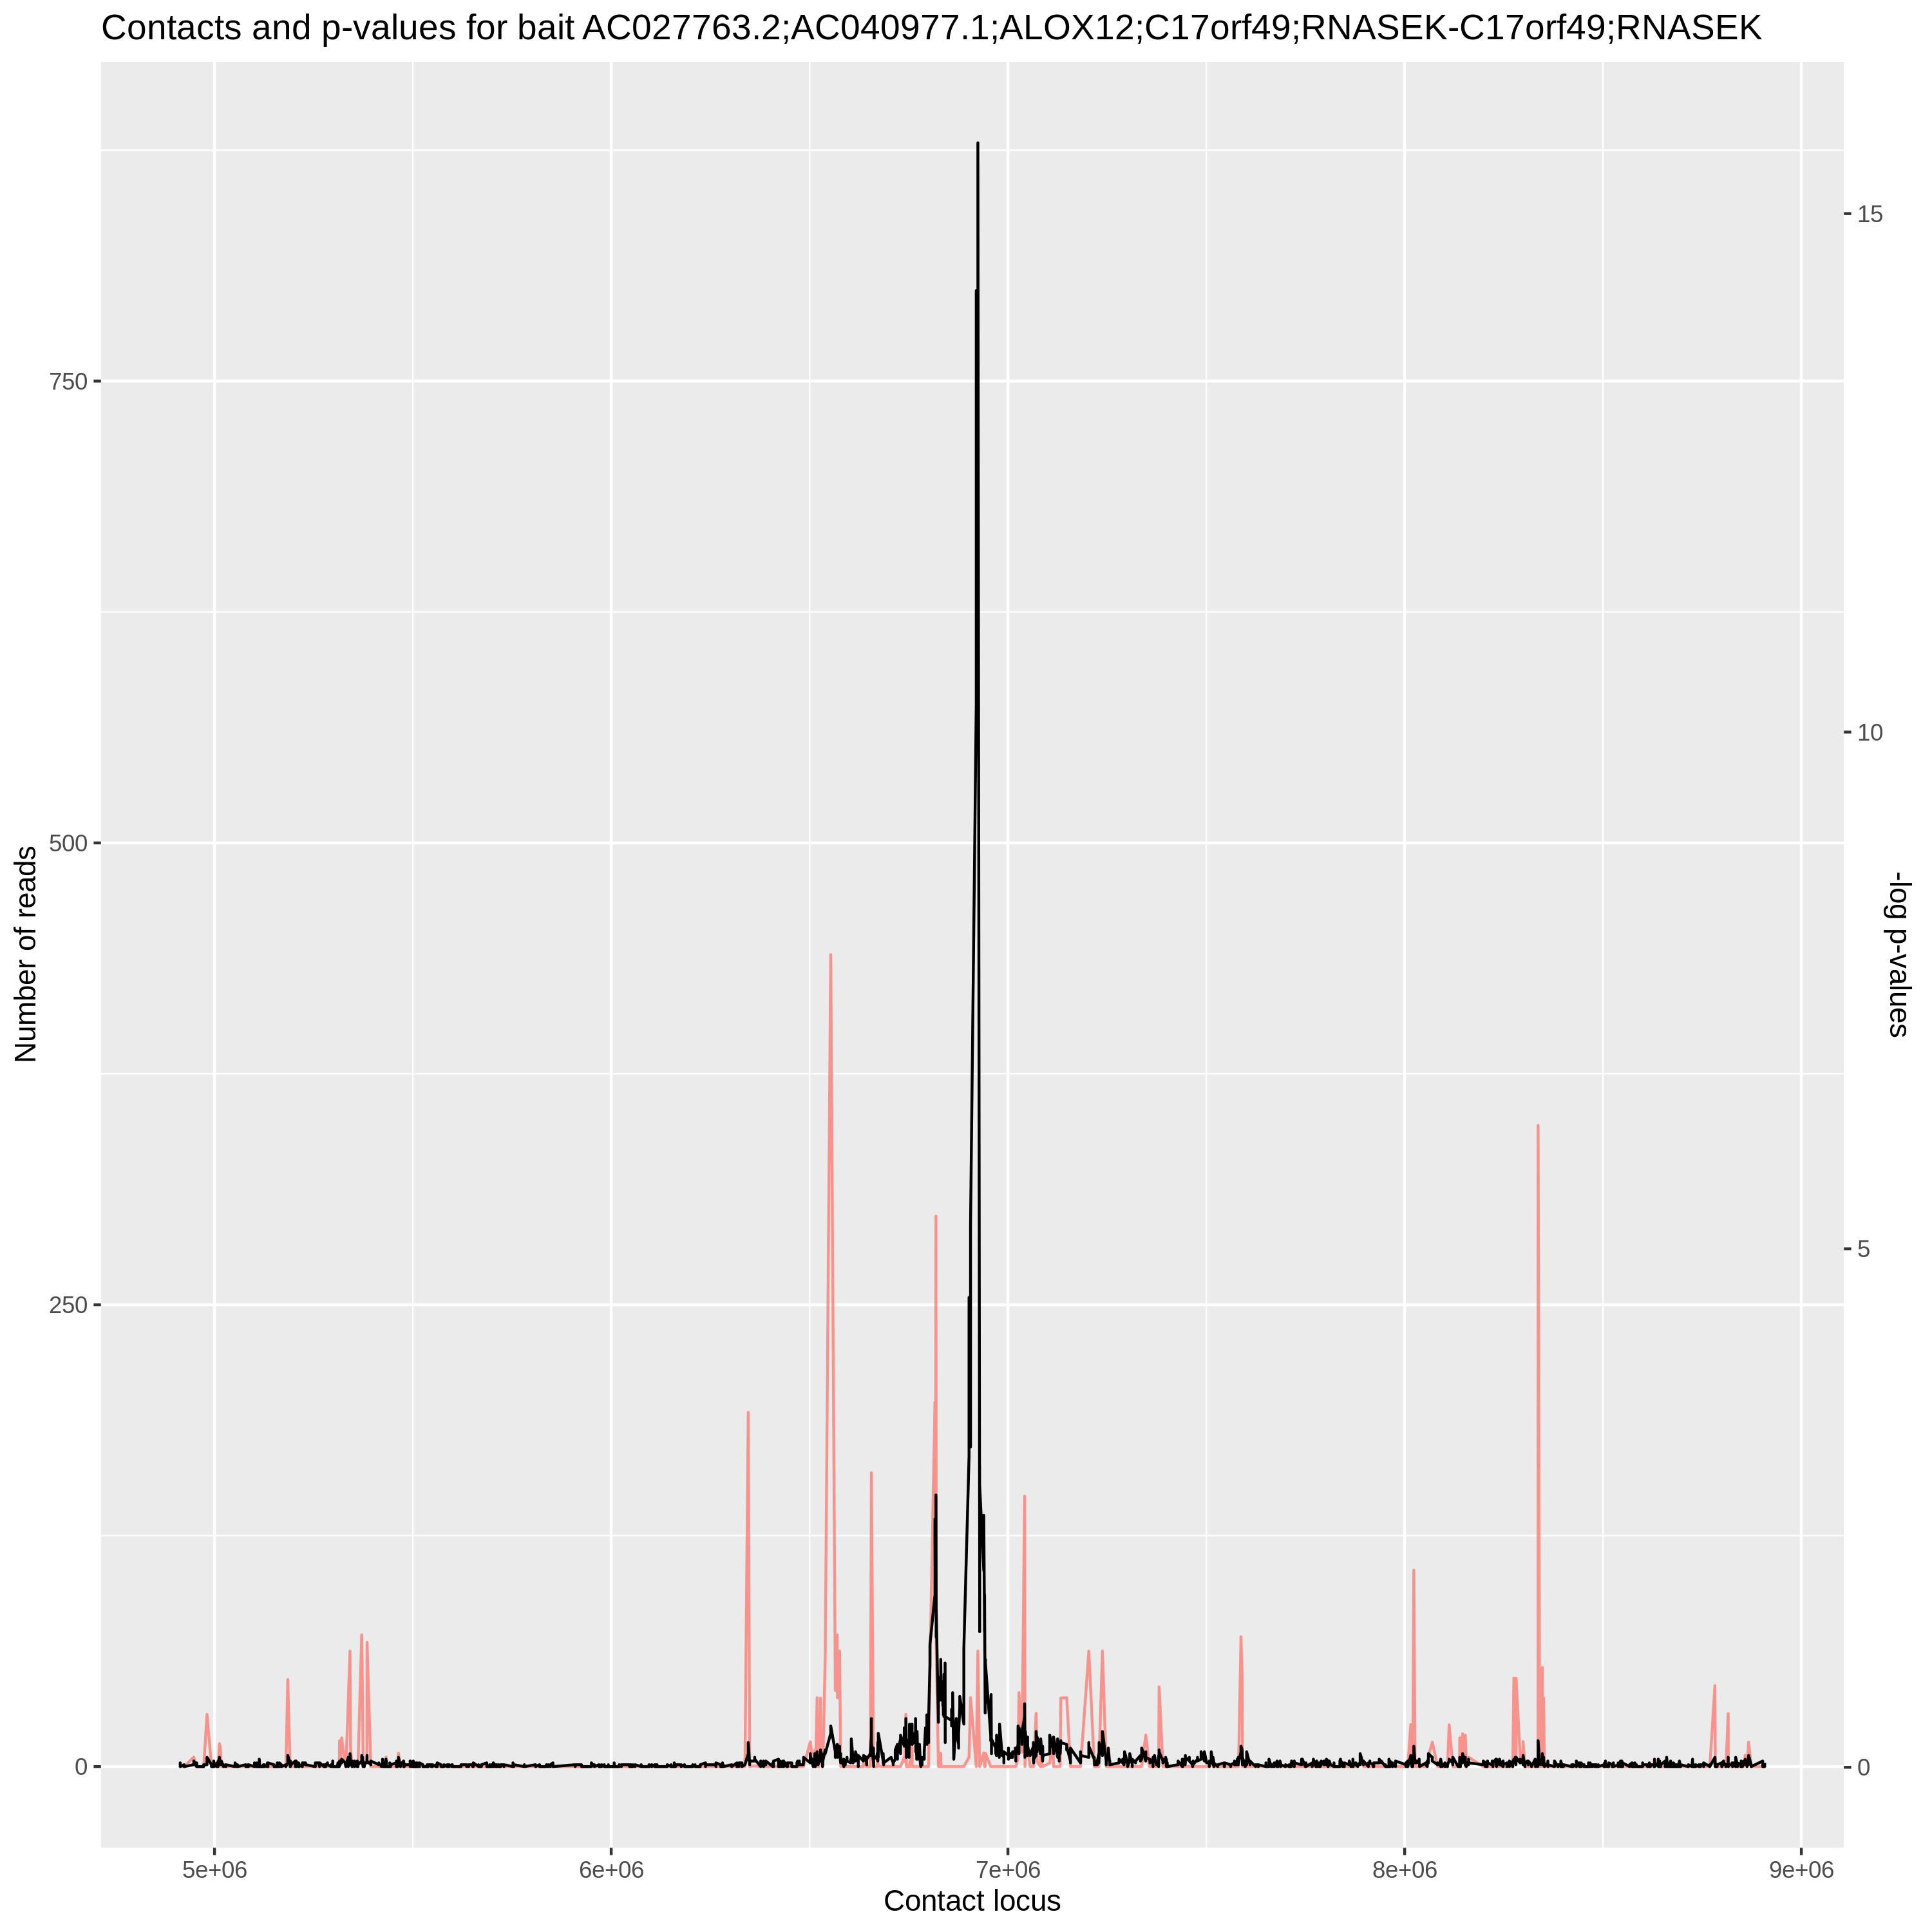 Contacts and p-values for bait AC027763.2;AC040977.1;ALOX12;C17orf49;RNASEK-C17orf49;RNASEK
750
500
250
0
Number of reads
15
10
5
0
-log p-values
5e+06
6e+06
7e+06
8e+06
9e+06
Contact locus